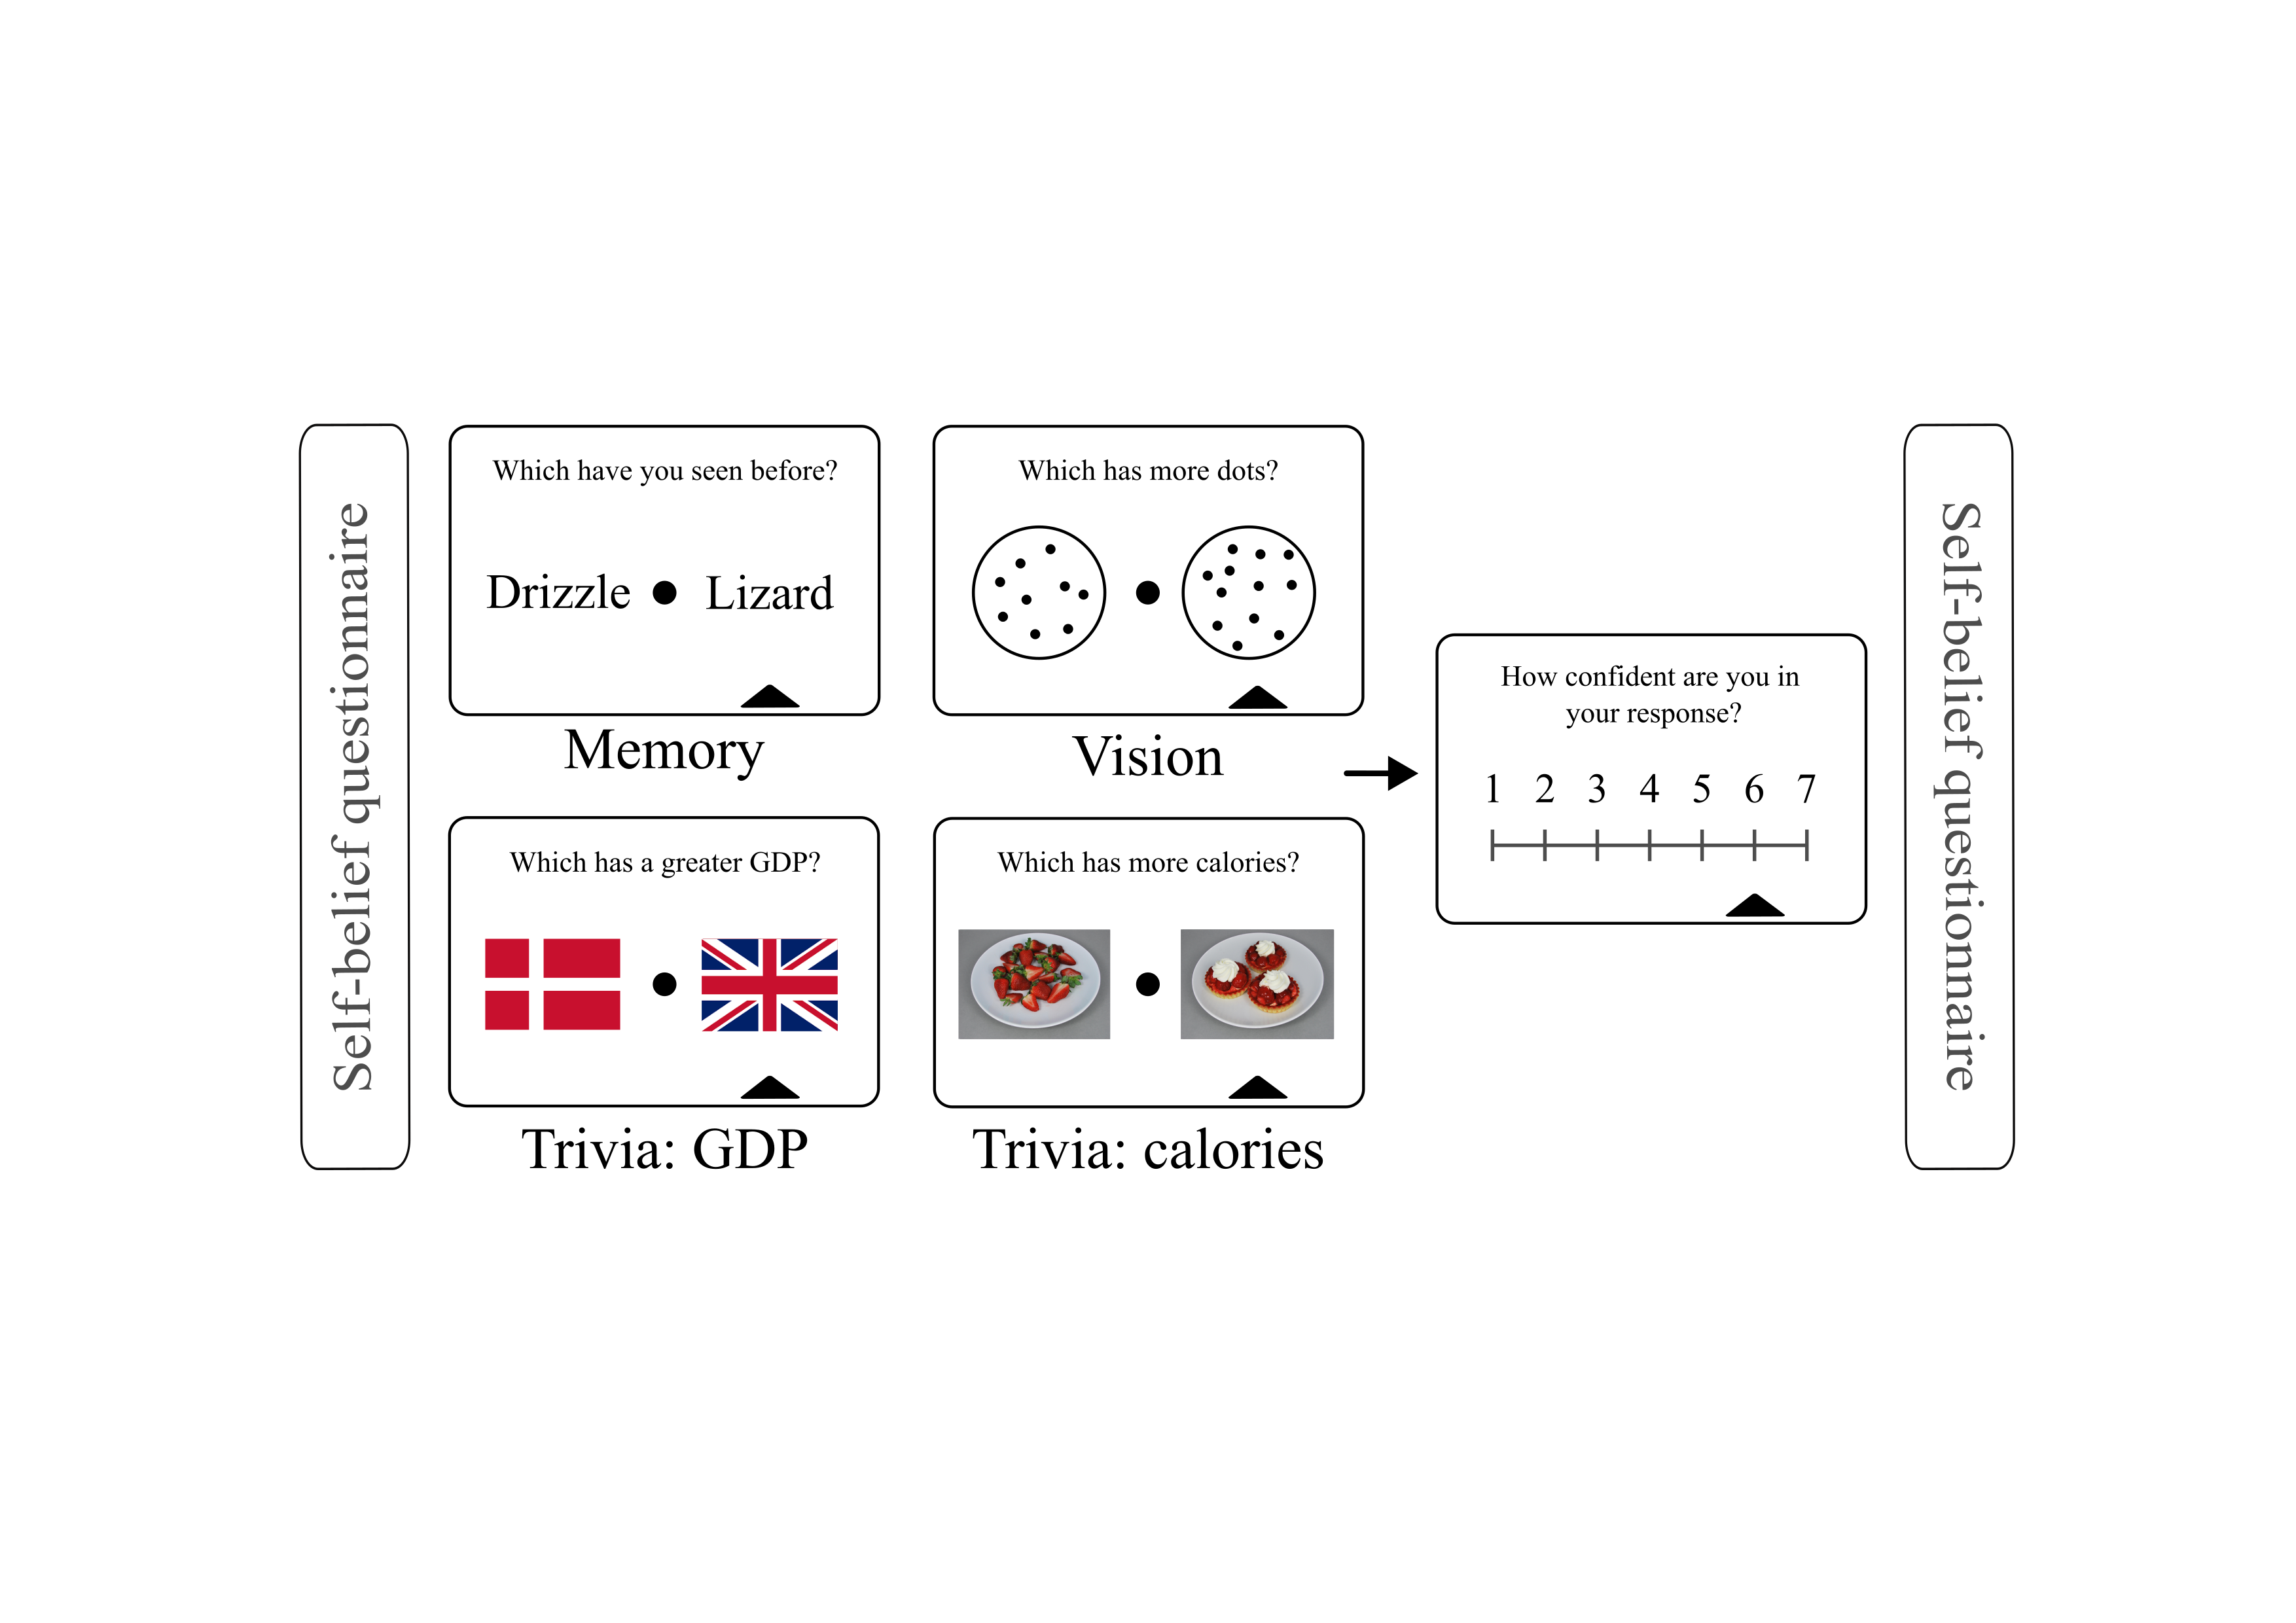 Self-belief questionnaire
Which have you seen before?
Drizzle Lizard
Memory
Which has more dots?
Vision
Which has a greater GDP?
Trivia: GDP
Which has more calories?
Trivia: calories
How confident are you in
your response?
1 2 3 4 5 6 7
Self-belief questionnaire